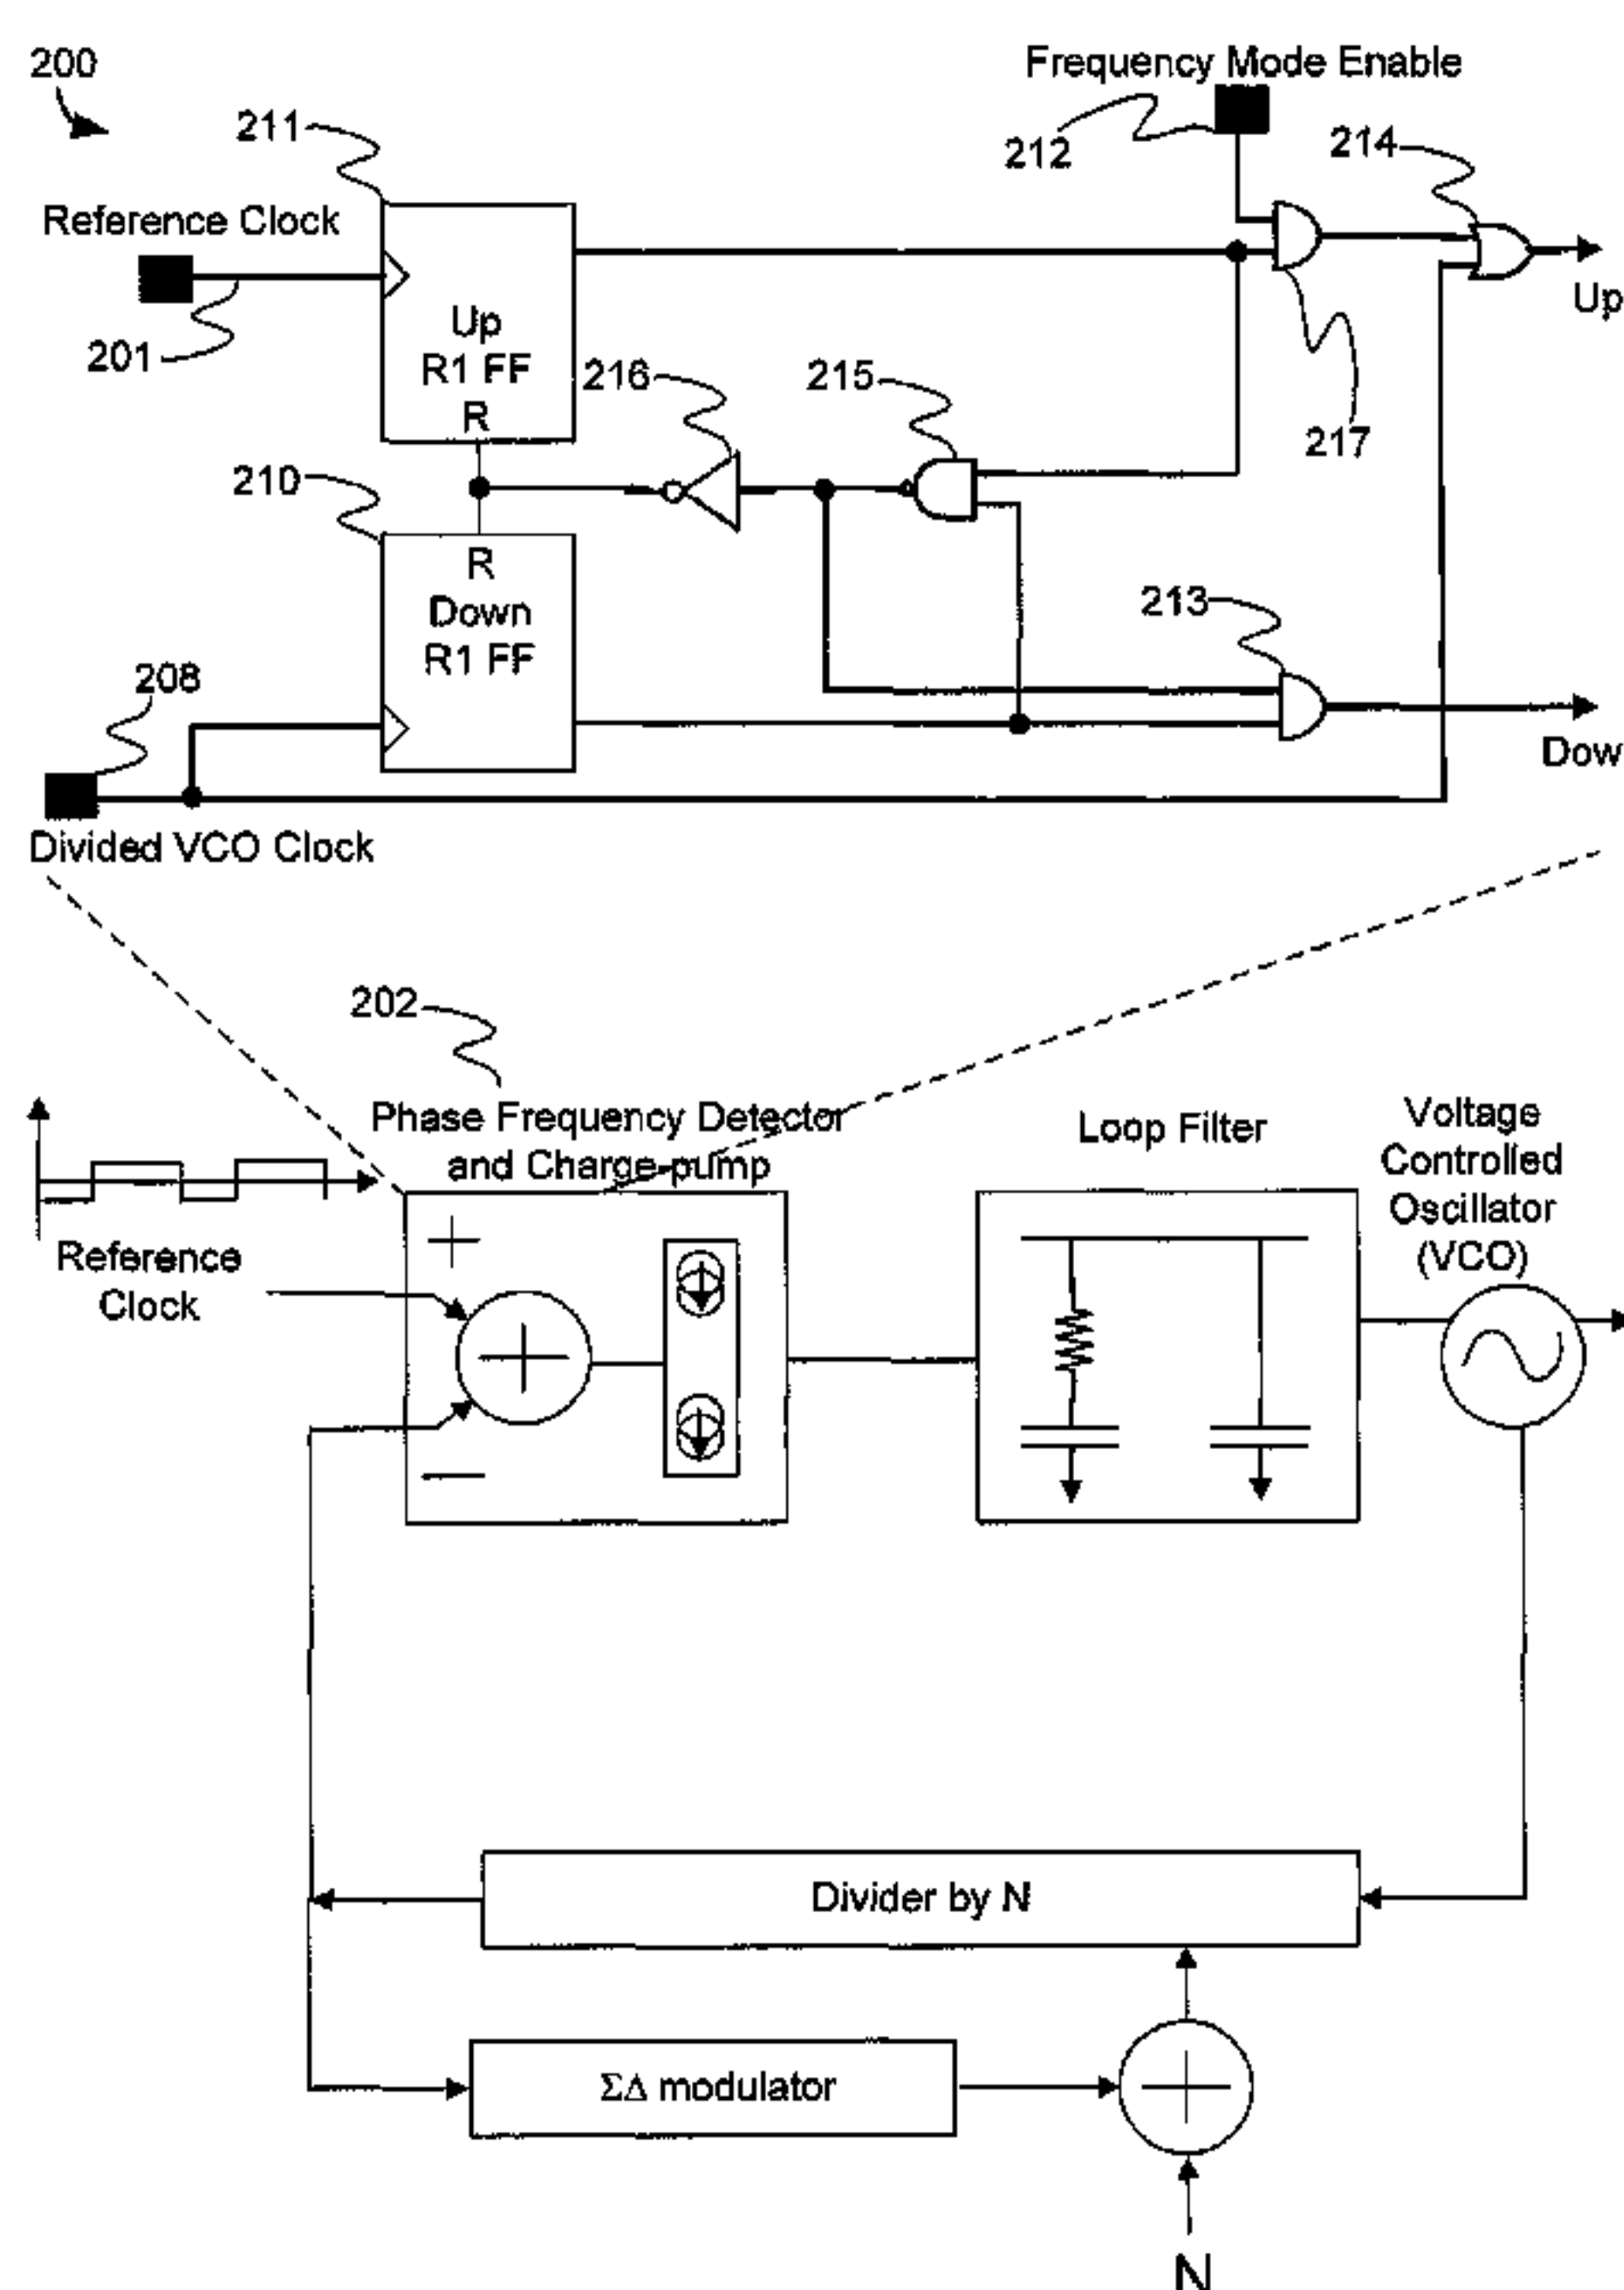 200
Frequency Mode Enable
211
212
214
Reference Clock
201
Up
R1 FF
R
216
215
217
Up
210
R
Down
R1 FF
213
208
Dow
Divided VCO Clock
202
Phase Frequency Detector
and Charge-pump
Loop Filter
Voltage
Controlled
Oscillator
(VCO)
Reference
Clock
+
+
−
Divider by N
ΣΔ modulator
+
N